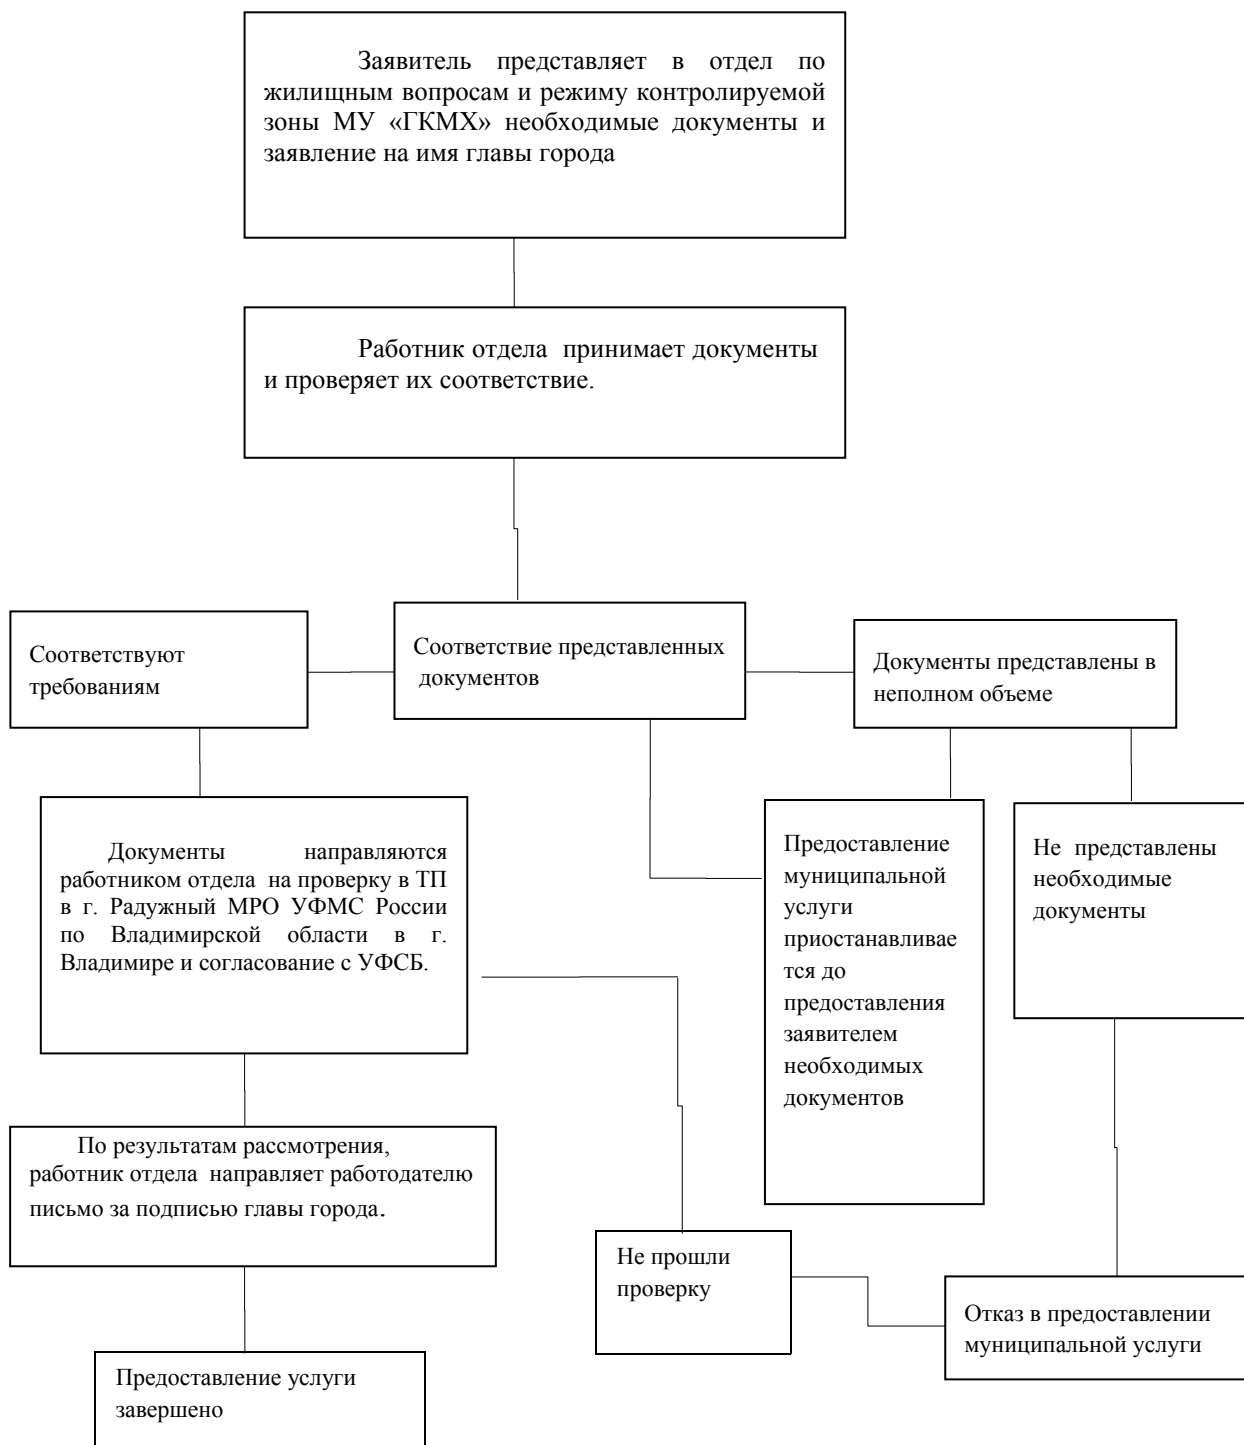 Заявитель представляет в отдел по
жилищным вопросам и режиму контролируемой
зоны МУ «ГКМХ» необходимые документы и
заявление на имя главы города
Работник отдела принимает документы
и проверяет их соответствие.
Соответствуют
требованиям
Соответствие представленных
документов
Документы представлены в
неполном объеме
Документы направляются
работником отдела на проверку в ТП
в г. Радужный МРО УФМС России
по Владимирской области в г.
Владимире и согласование с УФСБ.
Предоставление
муниципальной
услуги
приостанавливае
тся до
предоставления
заявителем
необходимых
документов
Не представлены
необходимые
документы
По результатам рассмотрения,
работник отдела направляет работодателю
письмо за подписью главы города.
Не прошли
проверку
Отказ в предоставлении
муниципальной услуги
Предоставление услуги
завершено